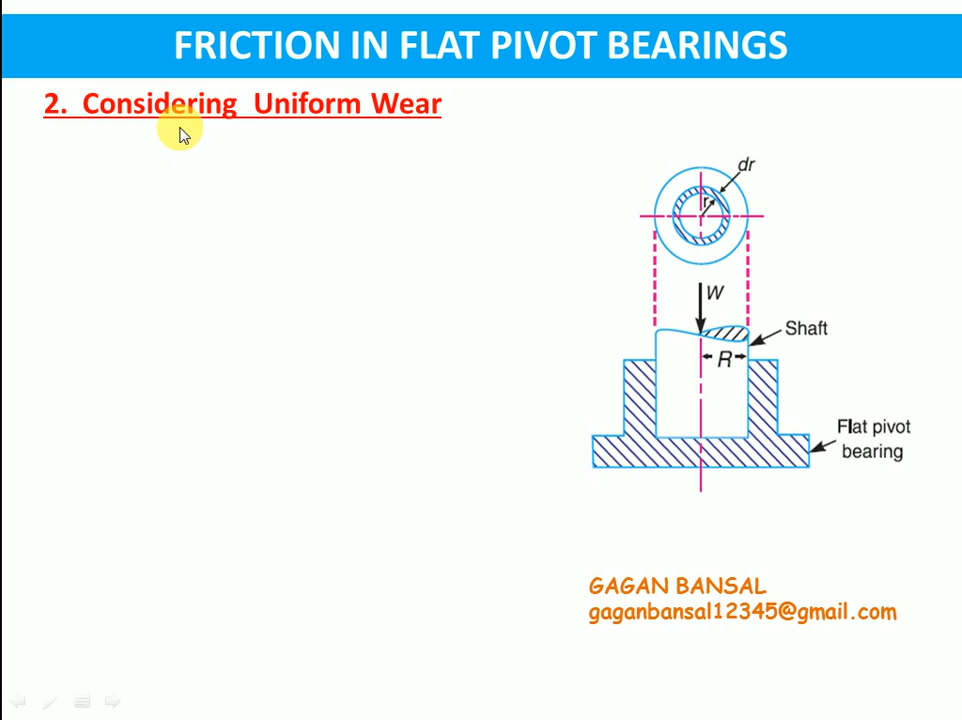 FRICTION IN FLAT PIVOT BEARINGS
2. Considering Uniform Wear
dr
r
W
Shaft
R
Flat pivot
bearing
GAGAN BANSAL
gaganbansal12345@gmail.com